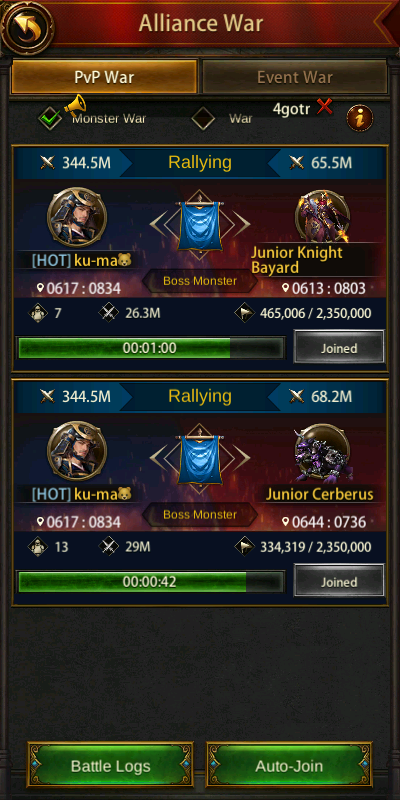 Alliance War
PvP War
Event War
Monster War
War
4gotr
344.5M
Rallying
65.5M
[HOT] ku-ma
Junior Knight
Bayard
0617 : 0834
Boss Monster
0613 : 0803
7
26.3M
465,006 / 2,350,000
00:01:00
Joined
344.5M
Rallying
68.2M
[HOT] ku-ma
Junior Cerberus
0617 : 0834
Boss Monster
0644 : 0736
13
29M
334,319 / 2,350,000
00:00:42
Joined
Battle Logs
Auto-Join